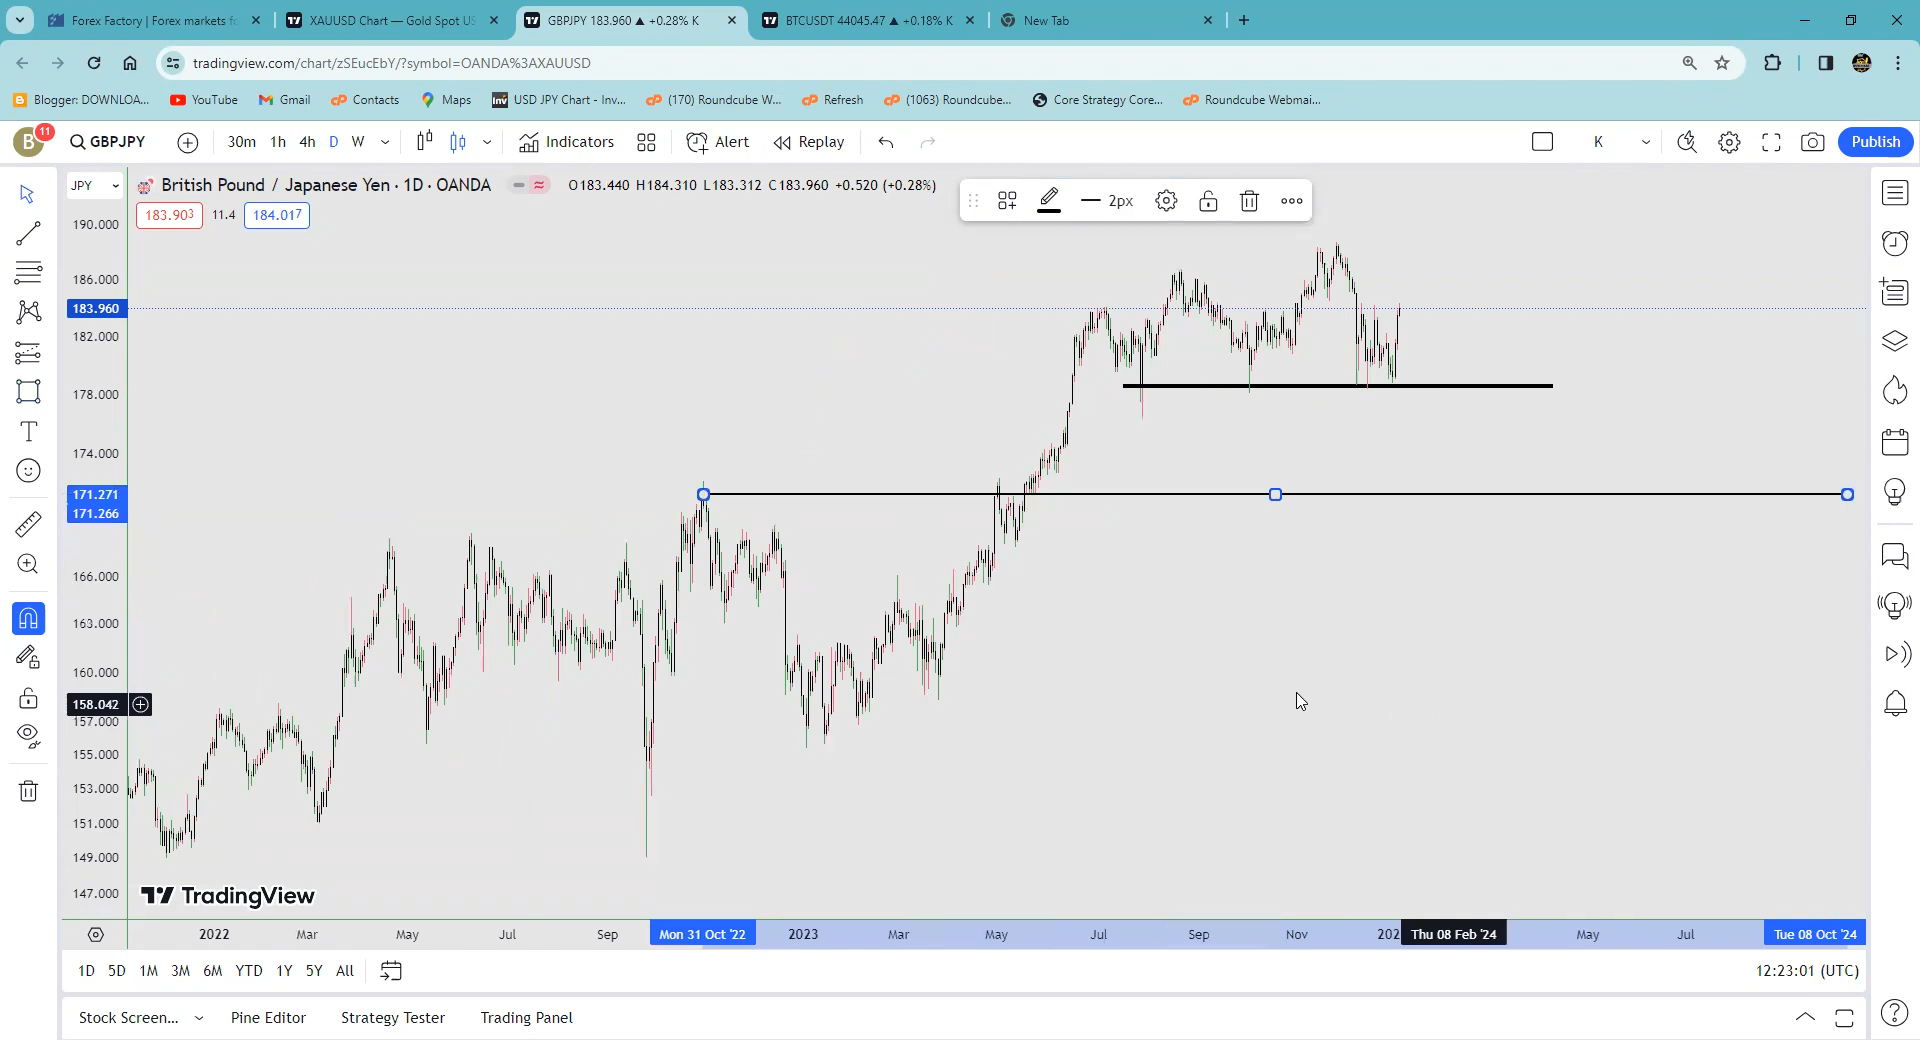 Forex Factory | Forex markets fo
XAUUSD Chart — Gold Spot US
GBPJPY 183.960 ▲ +0.28% K
BTCUSDT 44045.47 ▲ +0.18% K
New Tab
tradingview.com/chart/zSEucEbY/?symbol=OANDA%3AXAUUSD
Blogger: DOWNLOA...
YouTube
Gmail
Contacts
Maps
Inv
USD JPY Chart - Inv...
(170) Roundcube W...
Refresh
(1063) Roundcube...
Core Strategy Core...
Roundcube Webmai...
B
11
GBPJPY
30m
1h
4h
D
W
Indicators
Alert
Replay
K
Publish
JPY
British Pound / Japanese Yen · 1D · OANDA
O183.440 H184.310 L183.312 C183.960 +0.520 (+0.28%)
2px
183.903
11.4
184.017
190.000
186.000
183.960
182.000
178.000
174.000
171.271
171.266
166.000
163.000
160.000
158.042
157.000
155.000
153.000
151.000
149.000
147.000
TradingView
2022
Mar
May
Jul
Sep
Mon 31 Oct '22
2023
Mar
May
Jul
Sep
Nov
202
Thu 08 Feb '24
May
Jul
Tue 08 Oct '24
1D
5D
1M
3M
6M
YTD
1Y
5Y
All
12:23:01 (UTC)
Stock Screen...
Pine Editor
Strategy Tester
Trading Panel